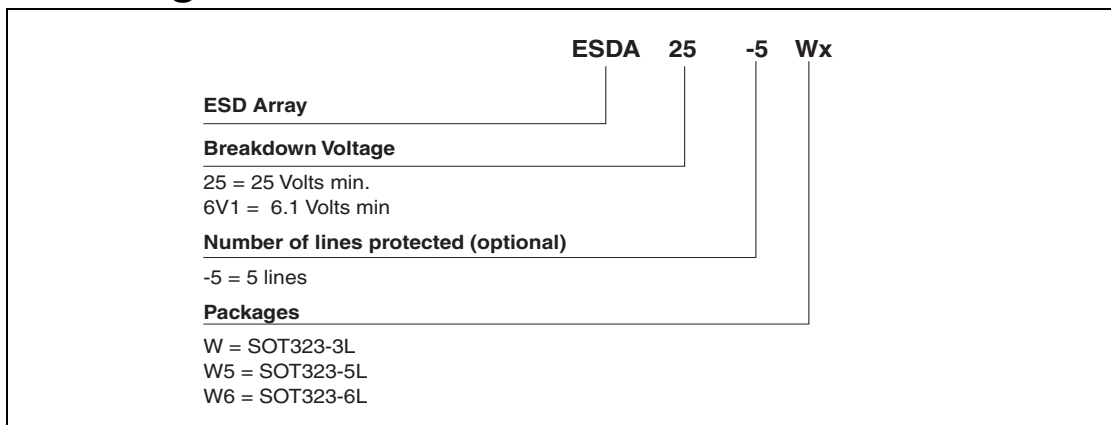 ESDA 25 -5 Wx
ESD Array
Breakdown Voltage
25 = 25 Volts min.
6V1 = 6.1 Volts min
Number of lines protected (optional)
-5 = 5 lines
Packages
W = SOT323-3L
W5 = SOT323-5L
W6 = SOT323-6L